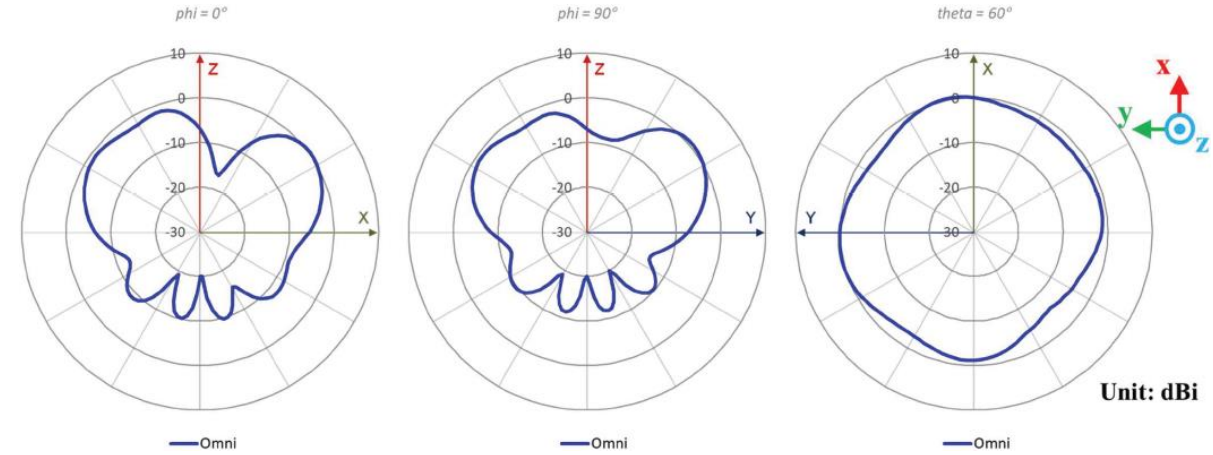 phi = 0°
10
Z
0
-10
-20
X
-30
Omni
phi = 90°
10
Z
0
-10
-20
Y
-30
Omni
theta = 60°
10
X
0
-10
-20
Y
-30
Omni
x
y
z
Unit: dBi